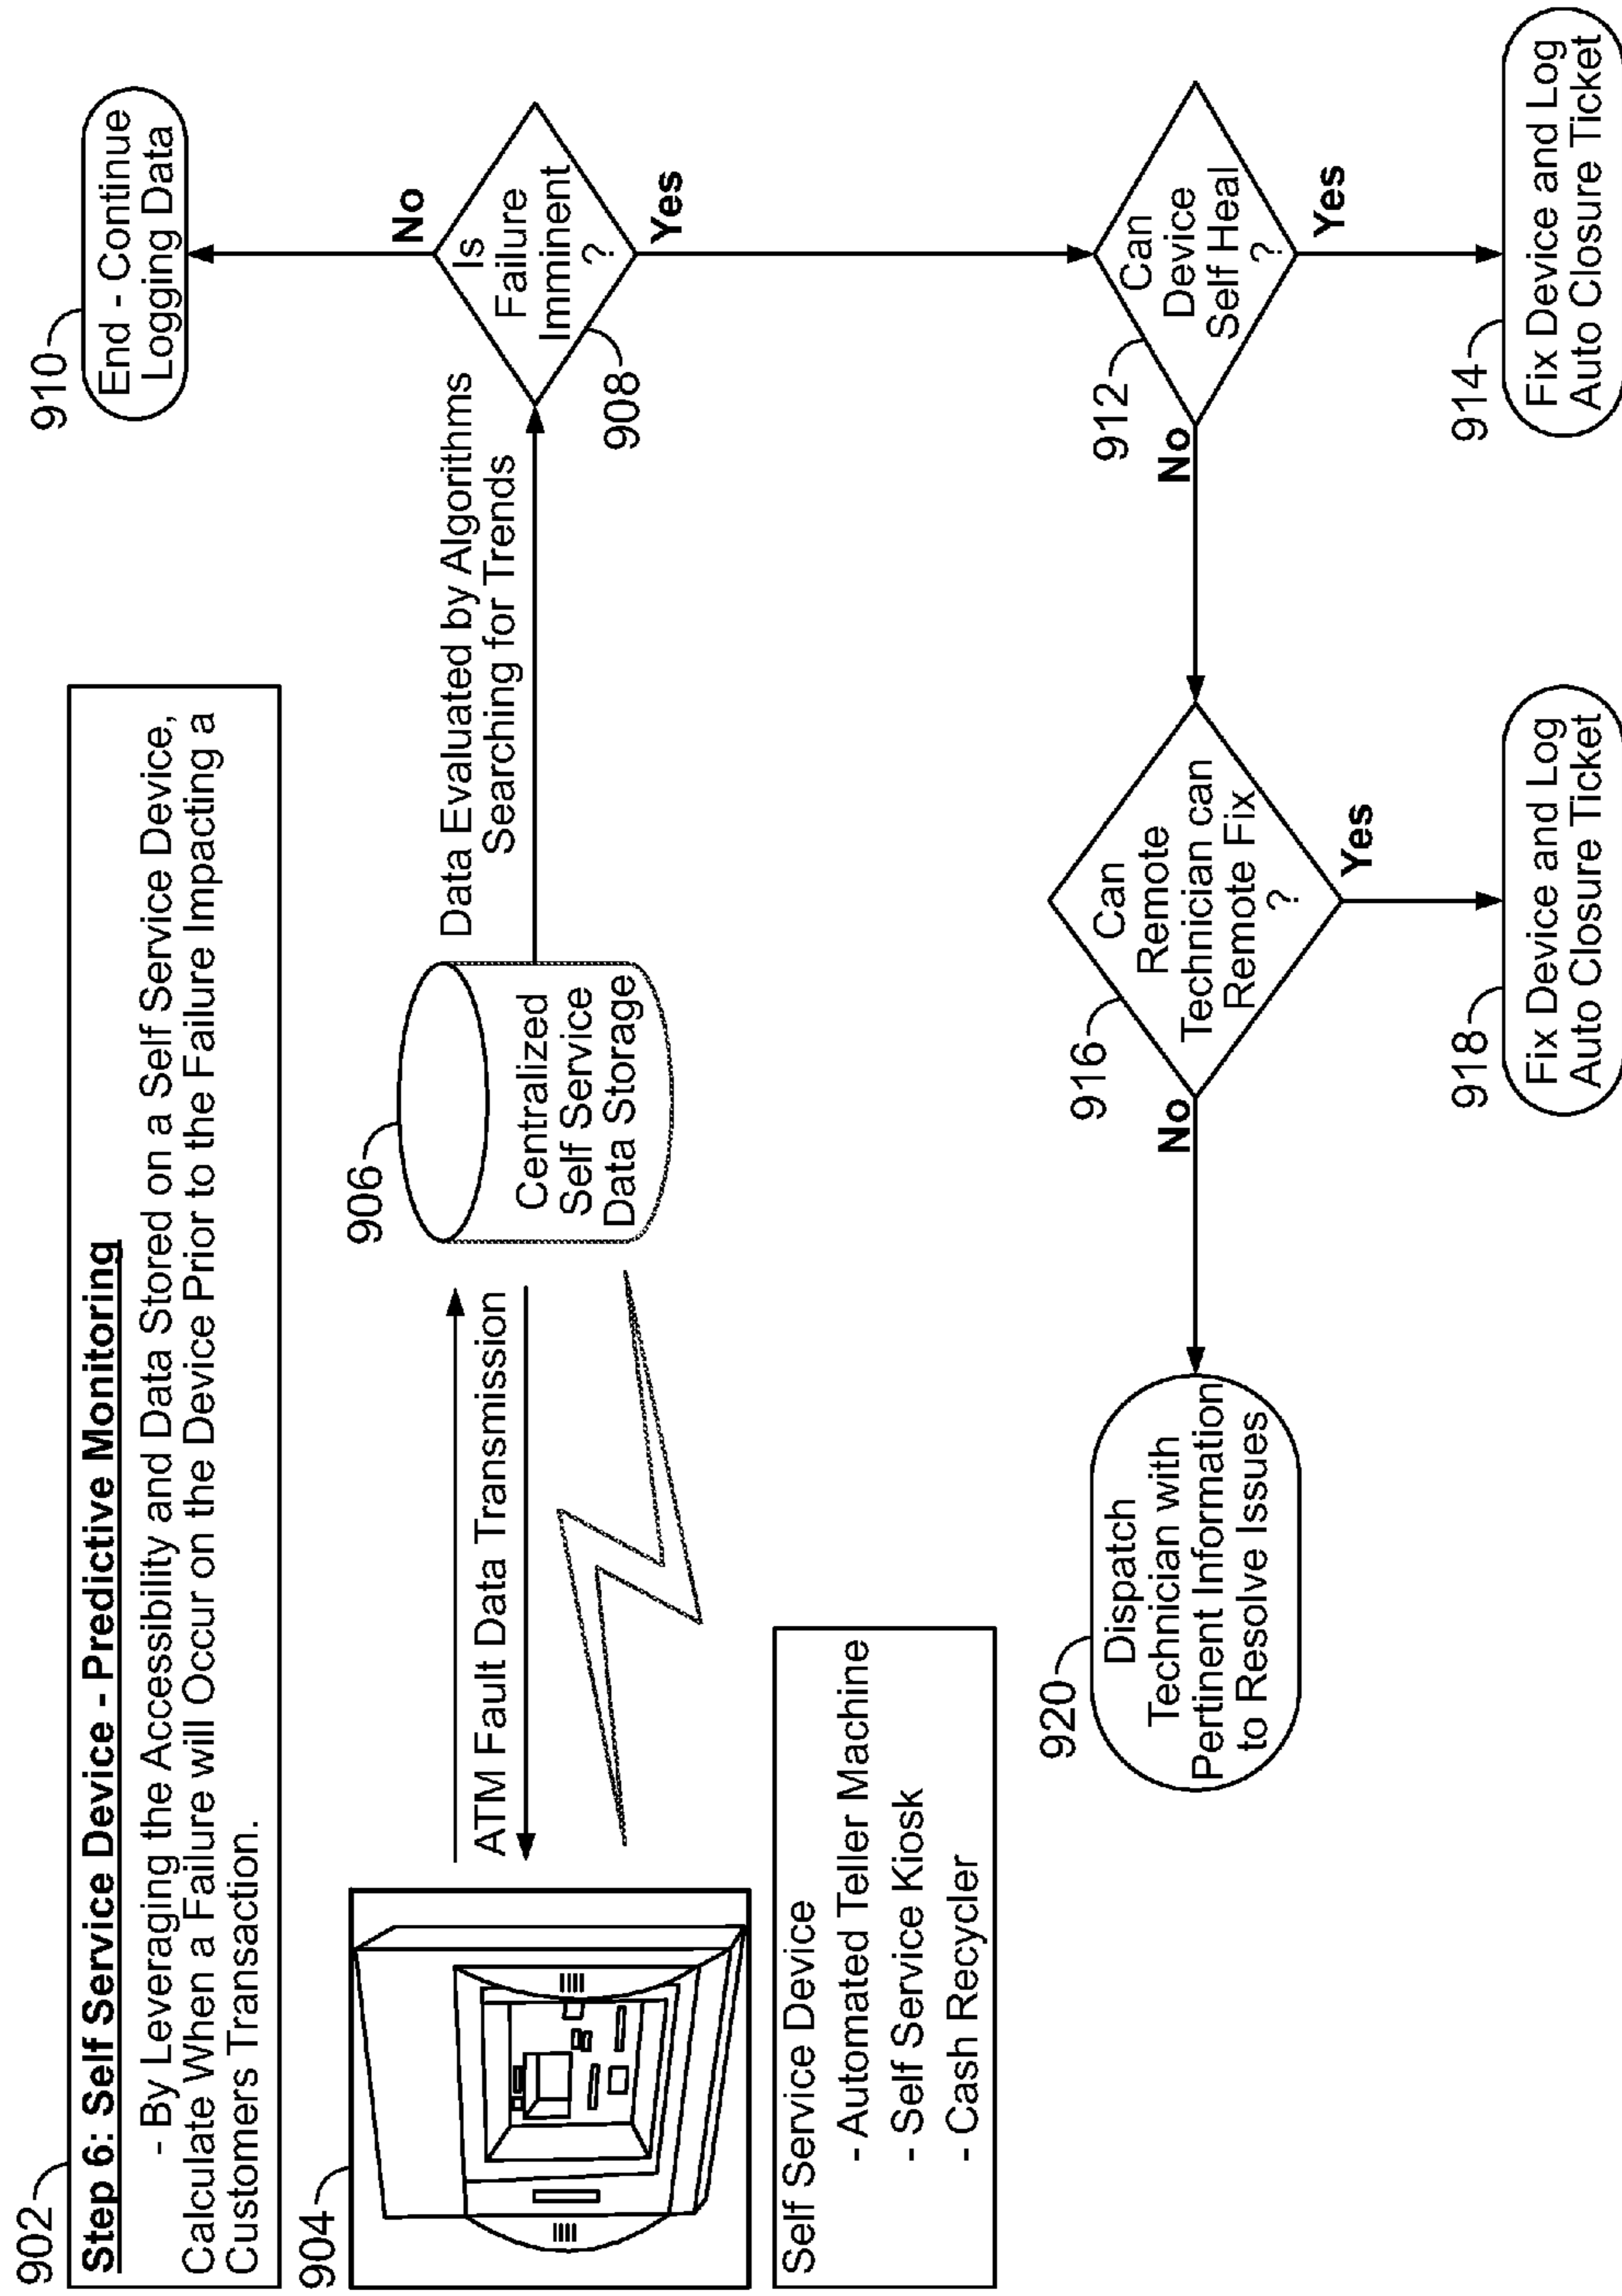 902
Step 6: Self Service Device - Predictive Monitoring
- By Leveraging the Accessibility and Data Stored on a Self Service Device,
Calculate When a Failure will Occur on the Device Prior to the Failure Impacting a
Customers Transaction.
904
ATM Fault Data Transmission
906
Centralized
Self Service
Data Storage
Data Evaluated by Algorithms
Searching for Trends
Is
Failure
Imminent
?
908
No
910
End - Continue
Logging Data
Yes
Self Service Device
- Automated Teller Machine
- Self Service Kiosk
- Cash Recycler
912
Can
Device
Self Heal
?
Yes
914
Fix Device and Log
Auto Closure Ticket
No
916
Can
Remote
Technician can
Remote Fix
?
Yes
918
Fix Device and Log
Auto Closure Ticket
No
920
Dispatch
Technician with
Pertinent Information
to Resolve Issues